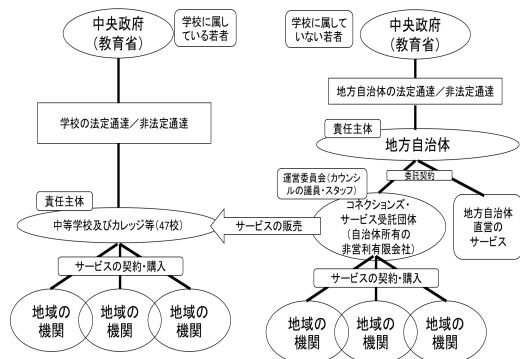 中央政府
(教育省)
学校に属し
ている若者
学校の法定通達/非法定通達
責任主体
中等学校及びカレッジ等(47校)
サービスの契約・購入
地域の
機関
地域の
機関
地域の
機関
学校に属して
いない若者
中央政府
(教育省)
地方自治体の法定通達/非法定通達
責任主体
地方自治体
委託契約
運営委員会(カウンシ
ルの議員・スタッフ)
コネクションズ・
サービス受託団体
(自治体所有の
非営利有限会社)
地方自治体
直営の
サービス
サービスの販売
サービスの契約・購入
地域の
機関
地域の
機関
地域の
機関